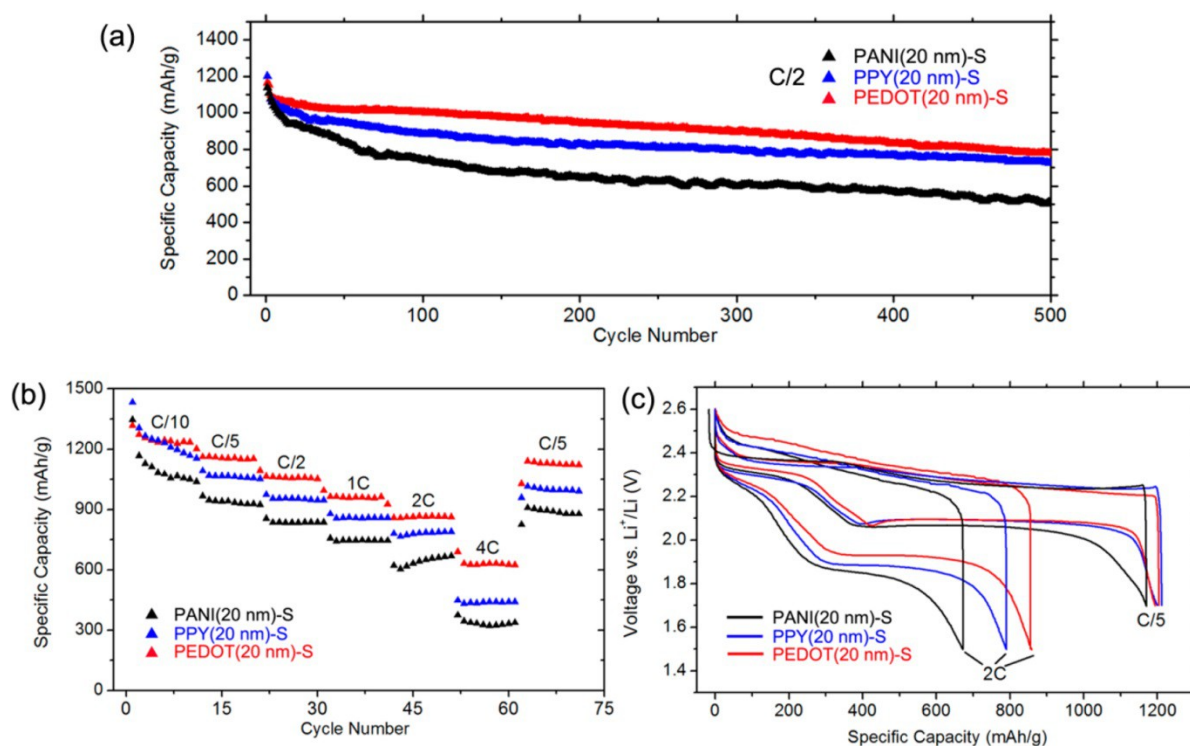 (a)
1400
1200
1000
800
600
400
200
0
Specific Capacity (mAh/g)
C/2
PANI(20 nm)-S
PPY(20 nm)-S
PEDOT(20 nm)-S
0 100 200 300 400 500
Cycle Number
(b)
1500
1200
900
600
300
0
Specific Capacity (mAh/g)
C/10
C/5
C/2
1C
2C
4C
C/5
PANI(20 nm)-S
PPY(20 nm)-S
PEDOT(20 nm)-S
0 15 30 45 60 75
Cycle Number
(c)
2.6
2.4
2.2
2.0
1.8
1.6
1.4
Voltage vs. Li⁺/Li (V)
PANI(20 nm)-S
PPY(20 nm)-S
PEDOT(20 nm)-S
C/5
2C
0 200 400 600 800 1000 1200
Specific Capacity (mAh/g)